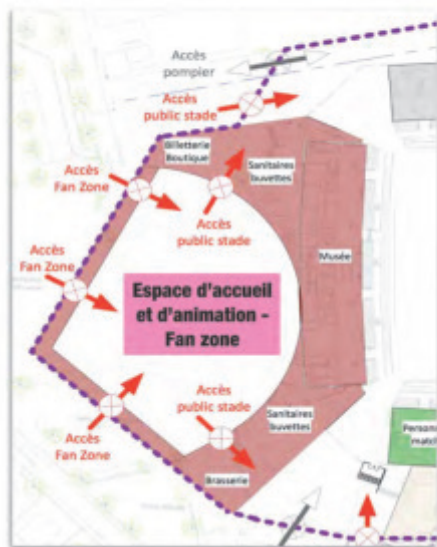 Accès
pompier
Accès
public stade
Billetterie
Boutique
Sanitaires
buvettes
Accès
Fan Zone
Accès
public stade
Accès
Fan Zone
Musée
Espace d'accueil
et d'animation -
Fan zone
Accès
public stade
Accès
Fan Zone
Sanitaires
buvettes
Brasserie